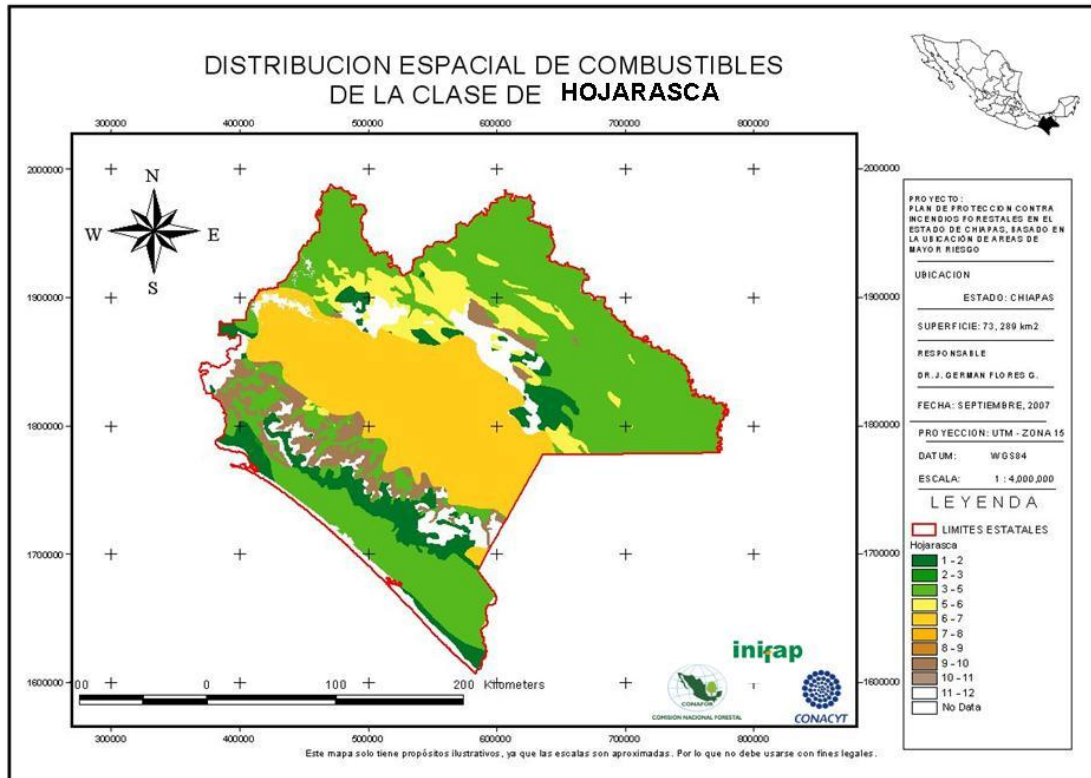 DISTRIBUCION ESPACIAL DE COMBUSTIBLES
DE LA CLASE DE HOJARASCA
300000 400000 500000 600000 700000 800000
2000000 2000000
N
W E
S
1900000 1900000
1800000 1800000
1700000 1700000
1600000 1600000
00 0 100 200 Kilometers
300000 400000 500000 600000 700000 800000
inifap
CONAFOR
COMISIÓN NACIONAL FORESTAL
CONACYT
Este mapa solo tiene propósitos ilustrativos, ya que las escalas son aproximadas. Por lo que no debe usarse con fines legales.
PROYECTO:
PLAN DE PROTECCION CONTRA
INCENDIOS FORESTALES EN EL
ESTADO DE CHIAPAS, BASADO EN
LA UBICACIÓN DE AREAS DE
MAYOR RIESGO
UBICACION
ESTADO: CHIAPAS
SUPERFICIE: 73, 289 km2
RESPONSABLE
DR. J. GERMAN FLORES G.
FECHA: SEPTIEMBRE, 2007
PROYECCION: UTM - ZONA 15
DATUM: WGS84
ESCALA: 1 : 4,000,000
LEYENDA
LIMITES ESTATALES
Hojarasca
1 - 2
2 - 3
3 - 5
5 - 6
6 - 7
7 - 8
8 - 9
9 - 10
10 - 11
11 - 12
No Data